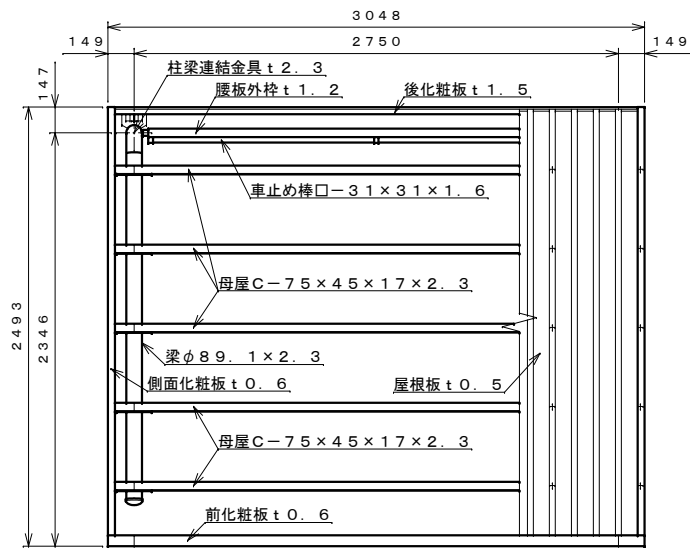 3048
149
2750
149
147
柱梁連結金具t2.3
腰板外枠t1.2
後化粧板t1.5
車止め棒口−31×31×1.6
母屋C−75×45×17×2.3
2493
2346
梁φ89.1×2.3
側面化粧板t0.6
屋根板t0.5
母屋C−75×45×17×2.3
前化粧板t0.6